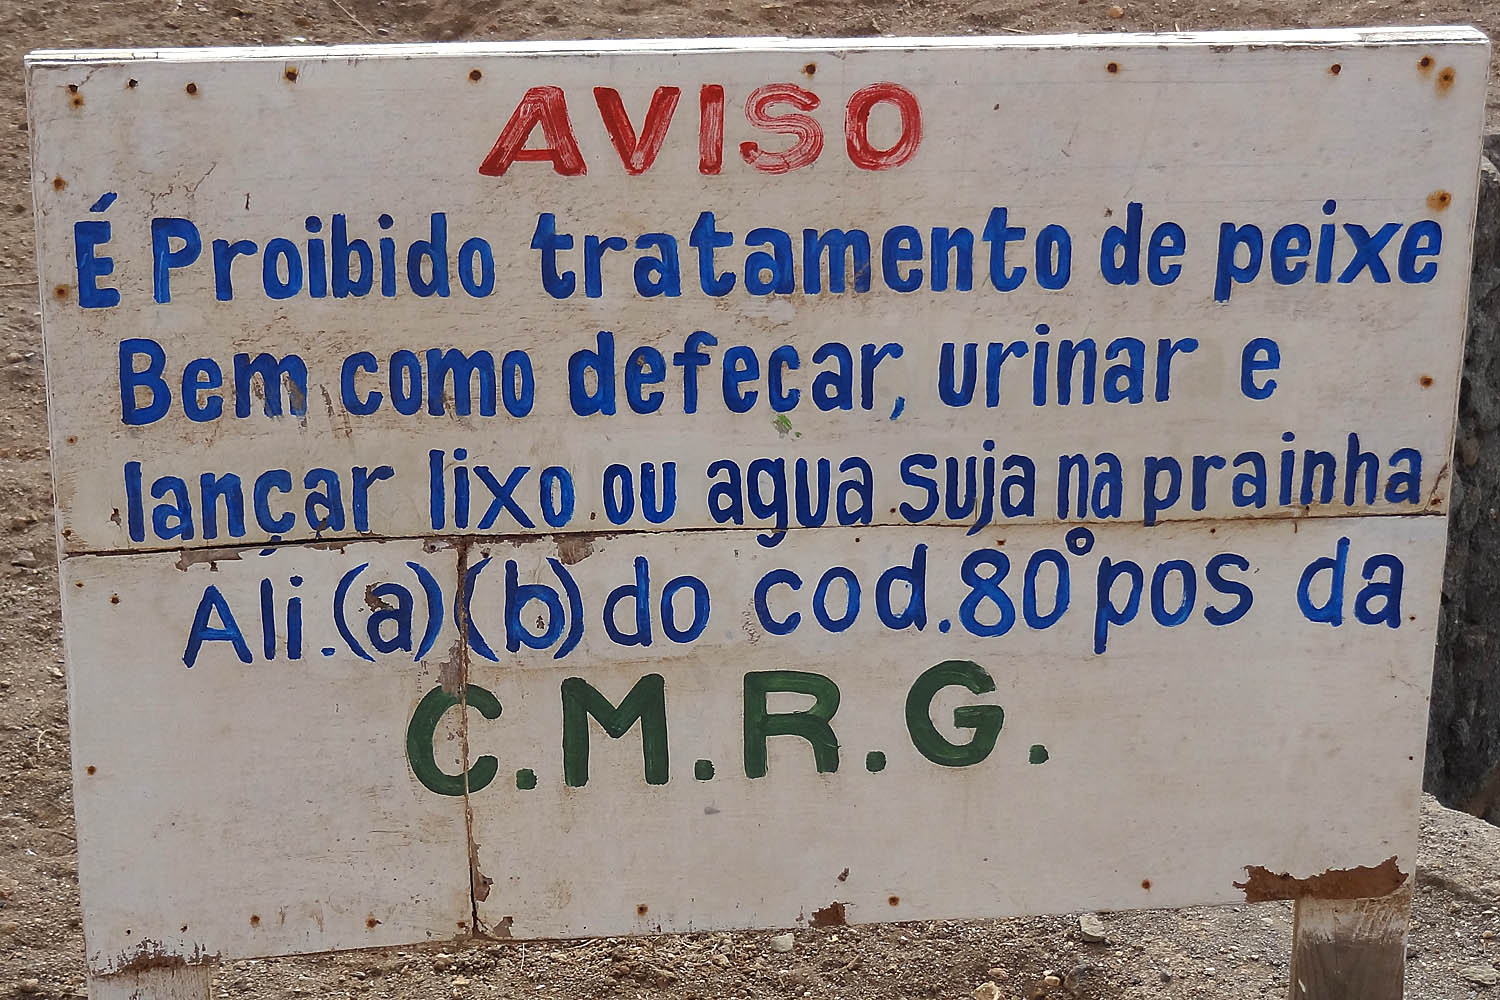 AVISO
É Proibido tratamento de peixe
Bem como defecar, urinar e
lançar lixo ou agua suja na prainha
Ali.(a)(b) do cod.80° pos da
C.M.R.G.